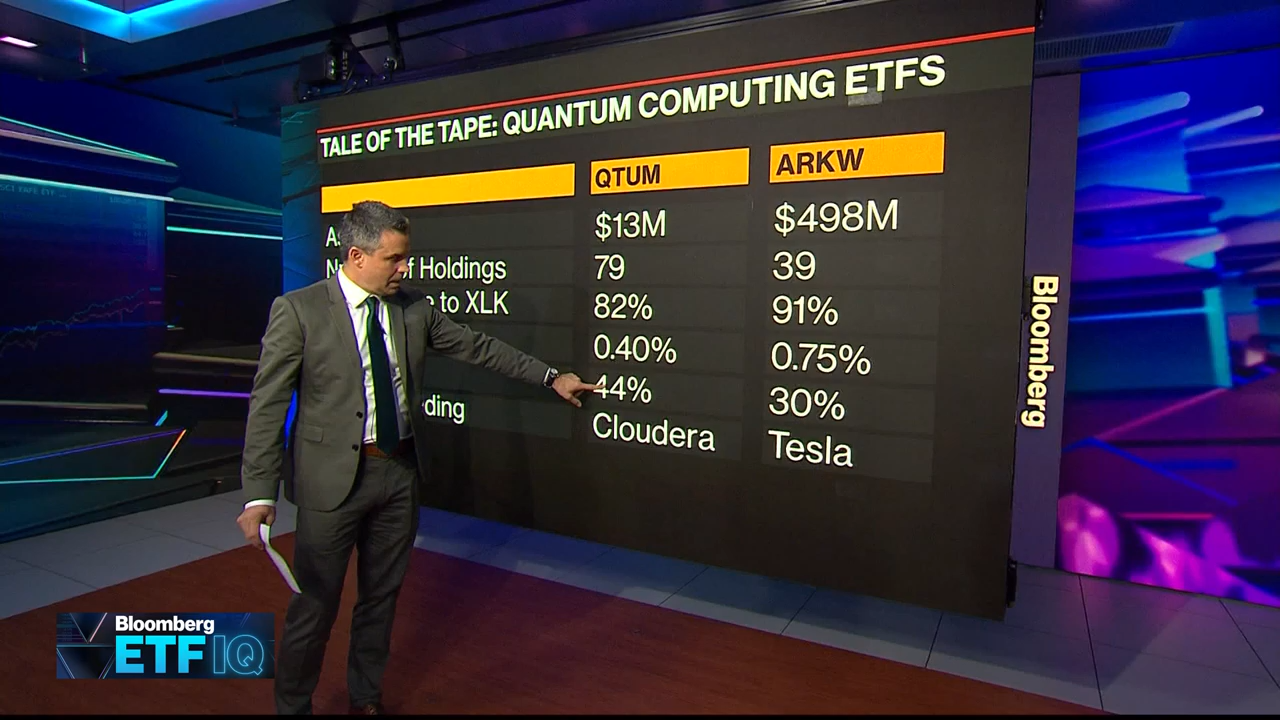 TALE OF THE TAPE: QUANTUM COMPUTING ETFS
QTUM ARKW
$13M $498M
Holdings 79 39
to XLK 82% 91%
0.40% 0.75%
44% 30%
Cloudera Tesla
Bloomberg
Bloomberg
ETF IQ